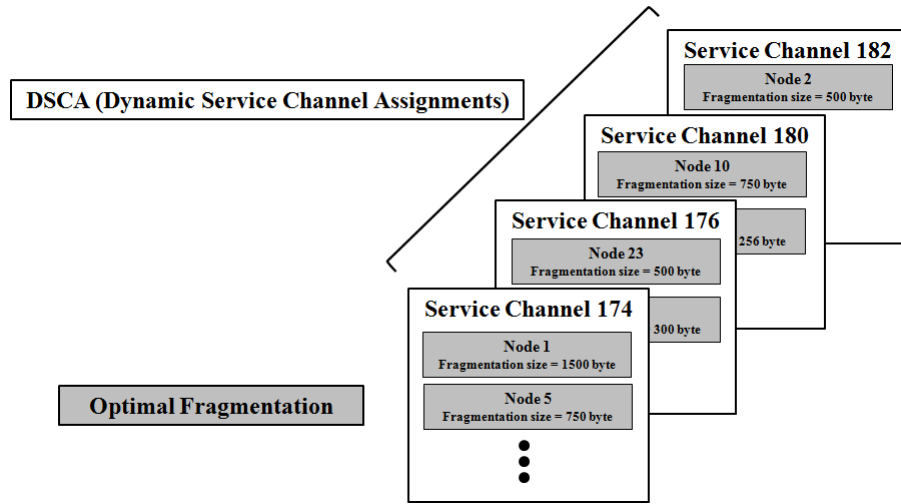 Service Channel 182
Node 2
Fragmentation size = 500 byte
DSCA (Dynamic Service Channel Assignments)
Service Channel 180
Node 10
Fragmentation size = 750 byte
256 byte
Service Channel 176
Node 23
Fragmentation size = 500 byte
300 byte
Service Channel 174
Node 1
Fragmentation size = 1500 byte
Optimal Fragmentation
Node 5
Fragmentation size = 750 byte